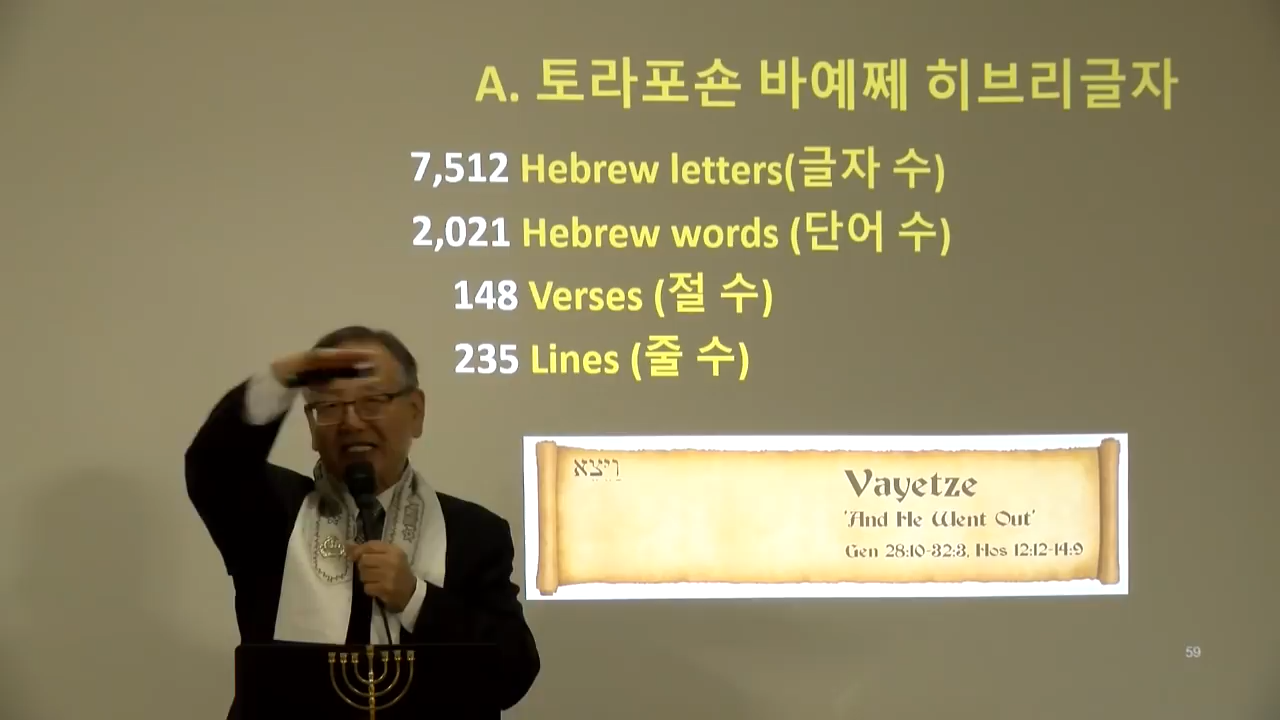 A. 토라포숀 바예쩨 히브리글자
7,512 Hebrew letters(글자 수)
2,021 Hebrew words (단어 수)
148 Verses (절 수)
235 Lines (줄 수)
ויצא
Vayetze
'And He Went Out'
Gen 28:10-32:3, Hos 12:12-14:9
59